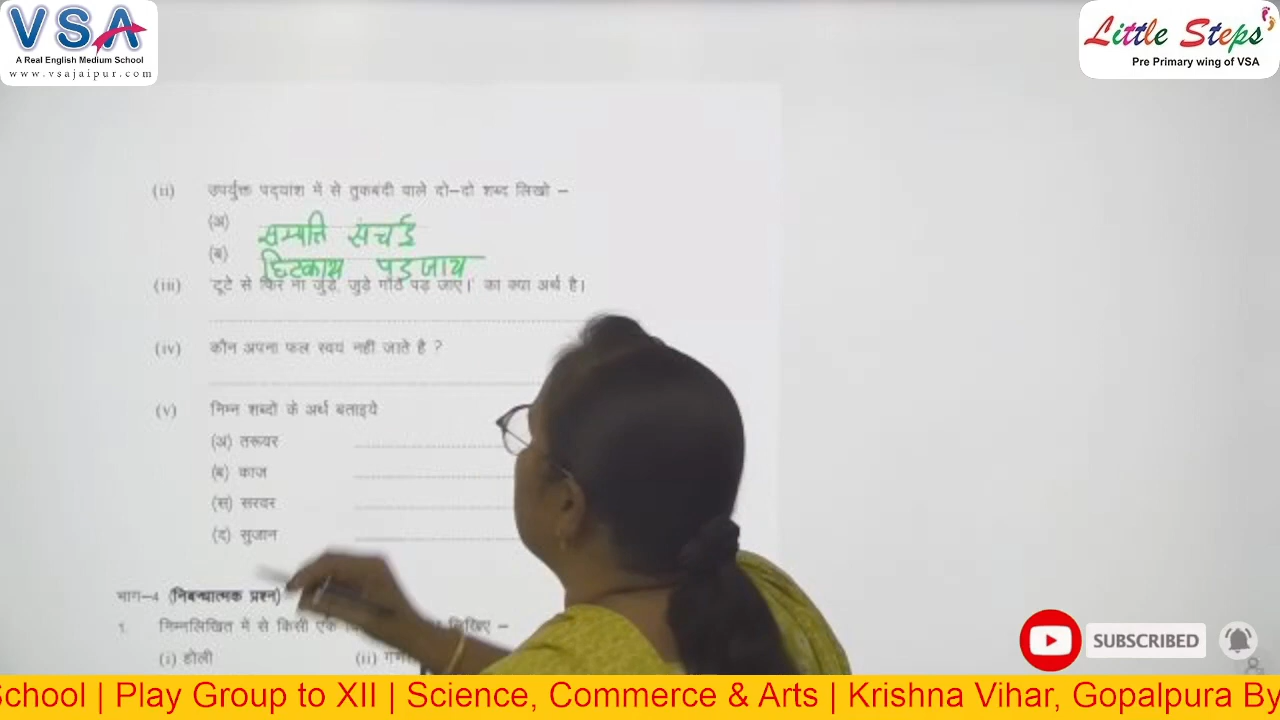 VSA
A Real English Medium School
www.vsajaipur.com
Little Steps
Pre Primary wing of VSA
(ii) उपर्युक्त पद्यांश में से तुकबंदी वाले दो-दो शब्द लिखो -
(अ) सम्पत्ति संचई
(ब) छिटकाय पड़जाय
(iii) 'टूटे से फिर ना जुड़े, जुड़े गाँठ पड़ जाए।' का क्या अर्थ है।
(iv) कौन अपना फल स्वयं नहीं जाते है ?
(v) निम्न शब्दों के अर्थ बताइये
(अ) तरूवर
(ब) काज
(स) सरवर
(द) सुजान
भाग-4 (निबन्धात्मक प्रश्न)
1. निम्नलिखित में से किसी एक लिखिए -
(i) होली (ii)
SUBSCRIBED
School | Play Group to XII | Science, Commerce & Arts | Krishna Vihar, Gopalpura By